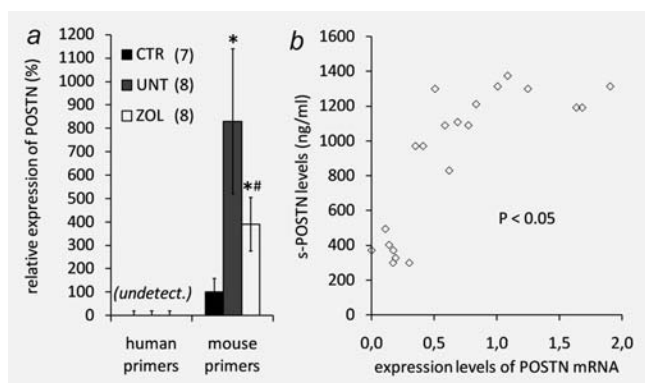 a
relative expression of POSTN (%)
1200
1100
1000
900
800
700
600
500
400
300
200
100
0
CTR (7)
UNT (8)
ZOL (8)
*
*#
(undetect.)
human primers
mouse primers
b
s-POSTN levels (ng/ml)
1600
1400
1200
1000
800
600
400
200
0
P < 0.05
0,0 0,5 1,0 1,5 2,0
expression levels of POSTN mRNA